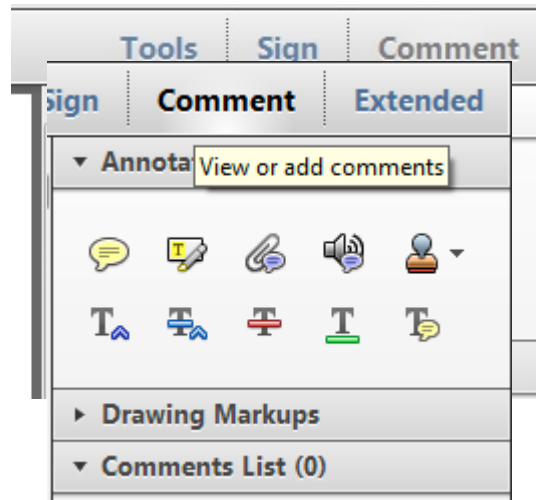 Tools Sign Comment
Sign Comment Extended
Annota
View or add comments
T
T T T T T
Drawing Markups
Comments List (0)